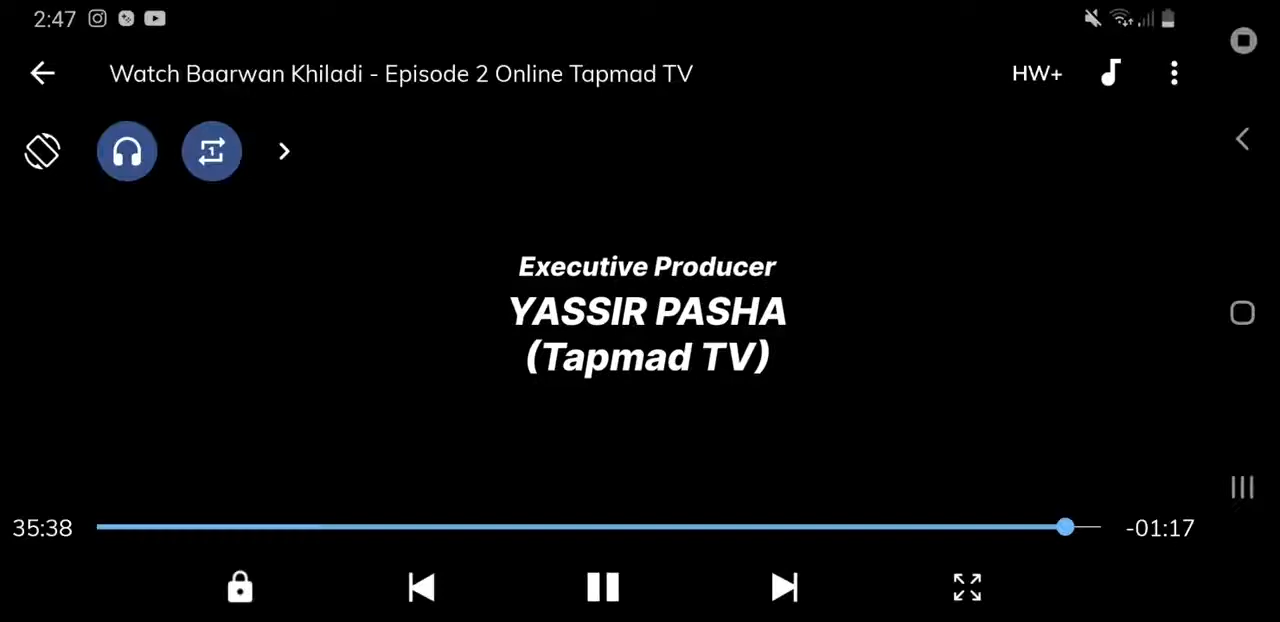 2:47
Watch Baarwan Khiladi - Episode 2 Online Tapmad TV
HW+
1
Executive Producer
YASSIR PASHA
(Tapmad TV)
35:38
-01:17